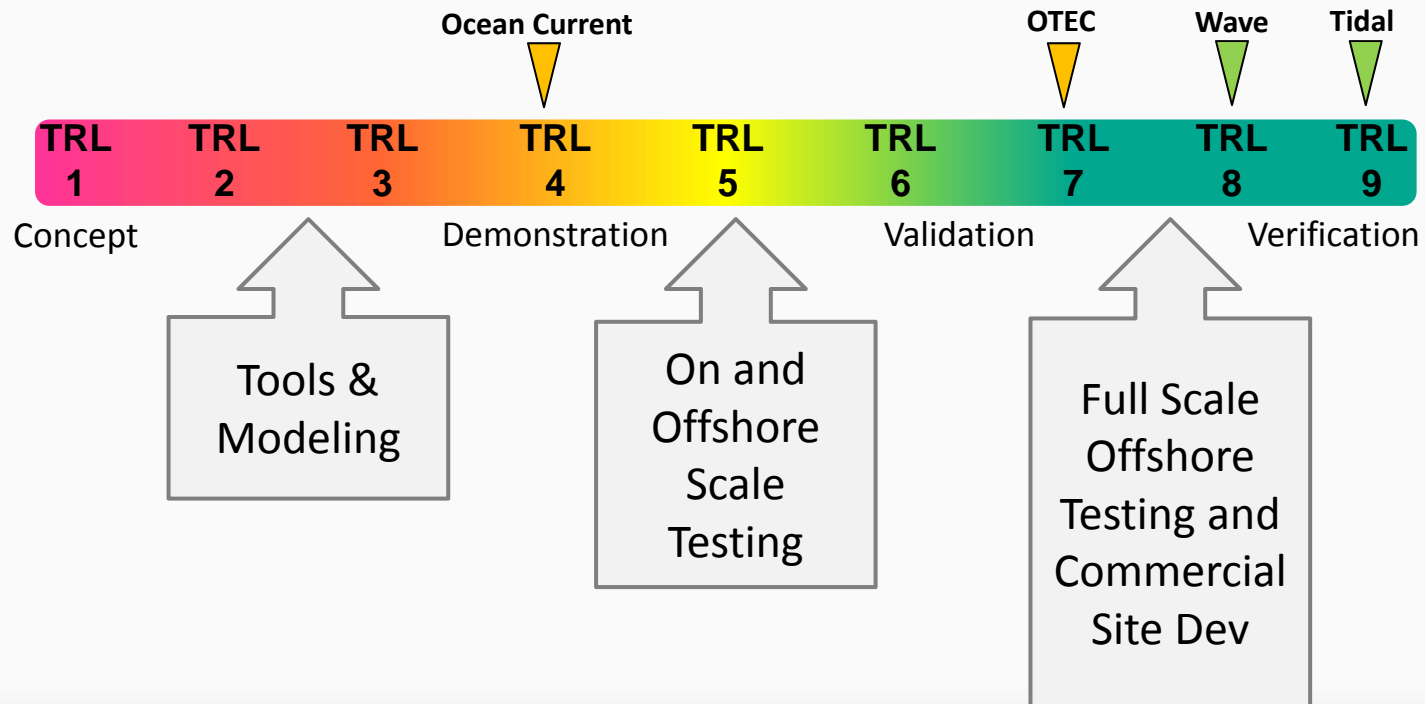 Ocean Current OTEC Wave Tidal
TRL TRL TRL TRL TRL TRL TRL TRL TRL
1 2 3 4 5 6 7 8 9
Concept Demonstration Validation Verification
Tools &
Modeling
On and
Offshore
Scale
Testing
Full Scale
Offshore
Testing and
Commercial
Site Dev